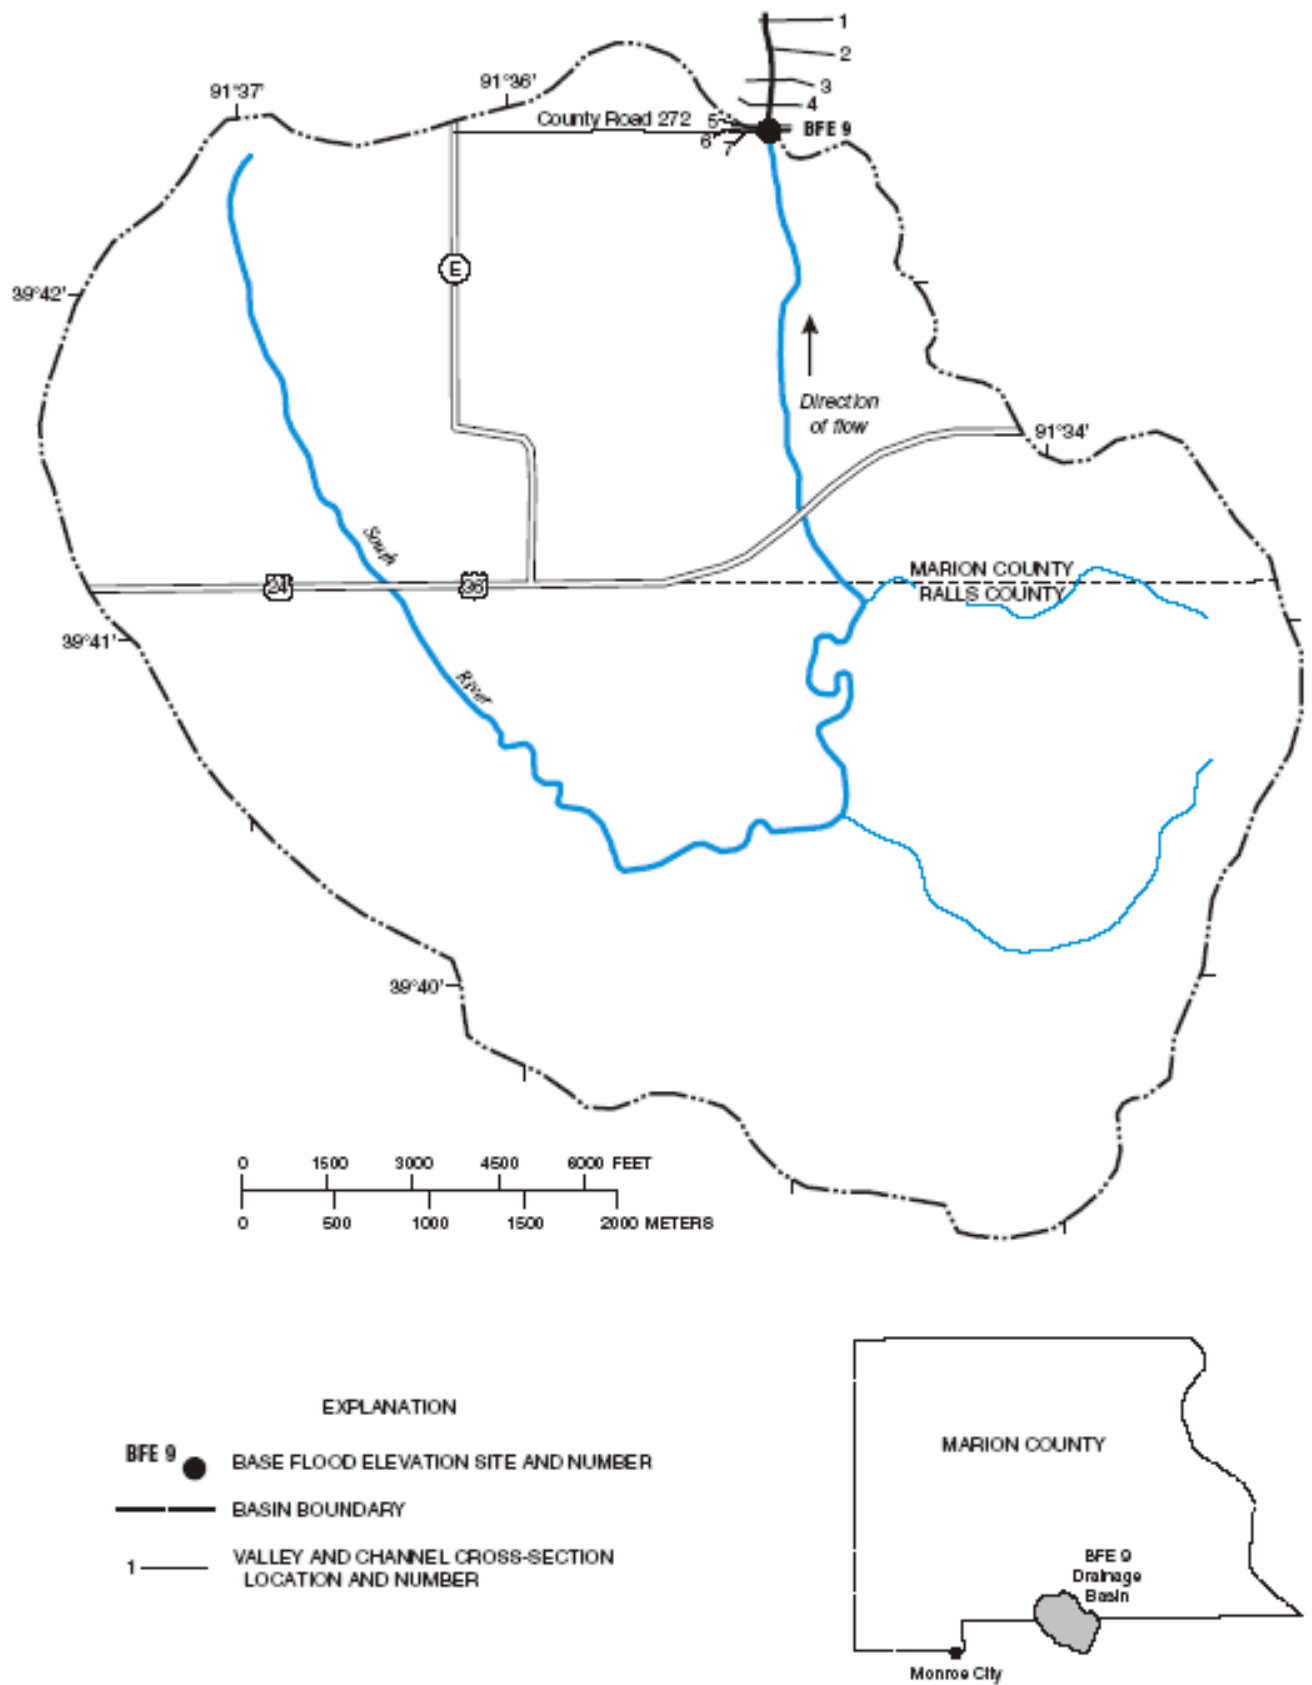 1
2
3
4
91°37'
91°36'
County Road 272
5
6
7
BFE 9
E
39°42'
Direction
of flow
91°34'
South
MARION COUNTY
RALLS COUNTY
24
36
39°41'
River
39°40'
0 1500 3000 4500 6000 FEET
0 500 1000 1500 2000 METERS
EXPLANATION
BFE 9 BASE FLOOD ELEVATION SITE AND NUMBER
BASIN BOUNDARY
1 VALLEY AND CHANNEL CROSS-SECTION
LOCATION AND NUMBER
MARION COUNTY
BFE 9
Drainage
Basin
Monroe City